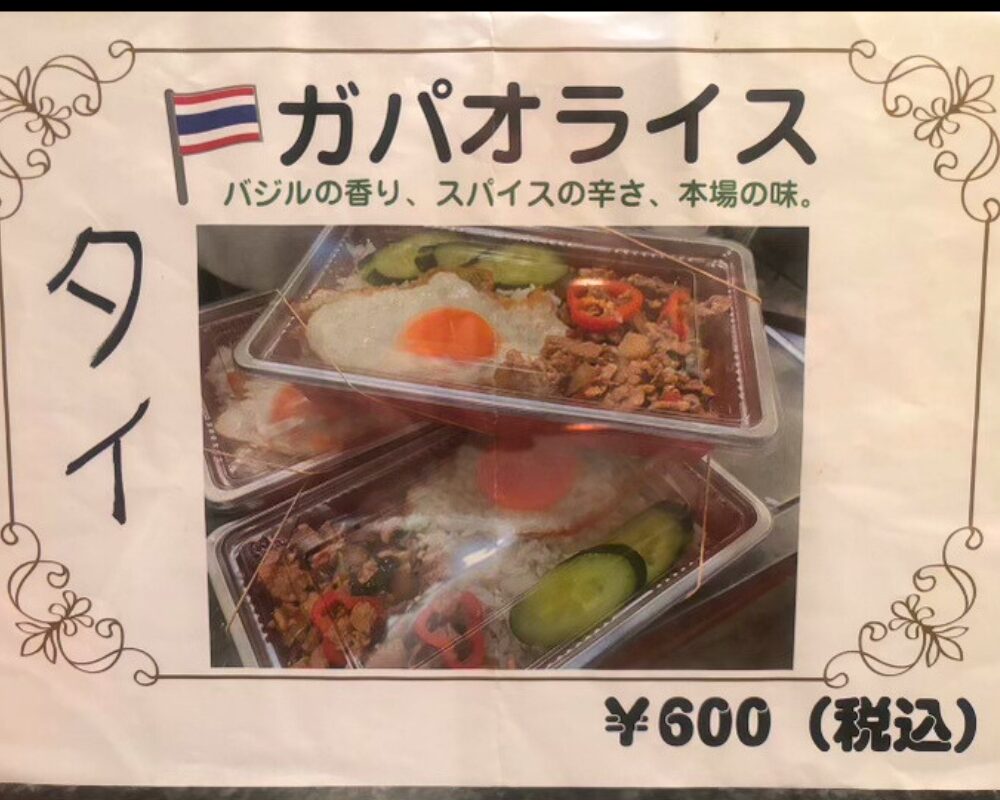 ガパオライス
バジルの香り、スパイスの辛さ、本場の味。
タイ
¥600（税込）